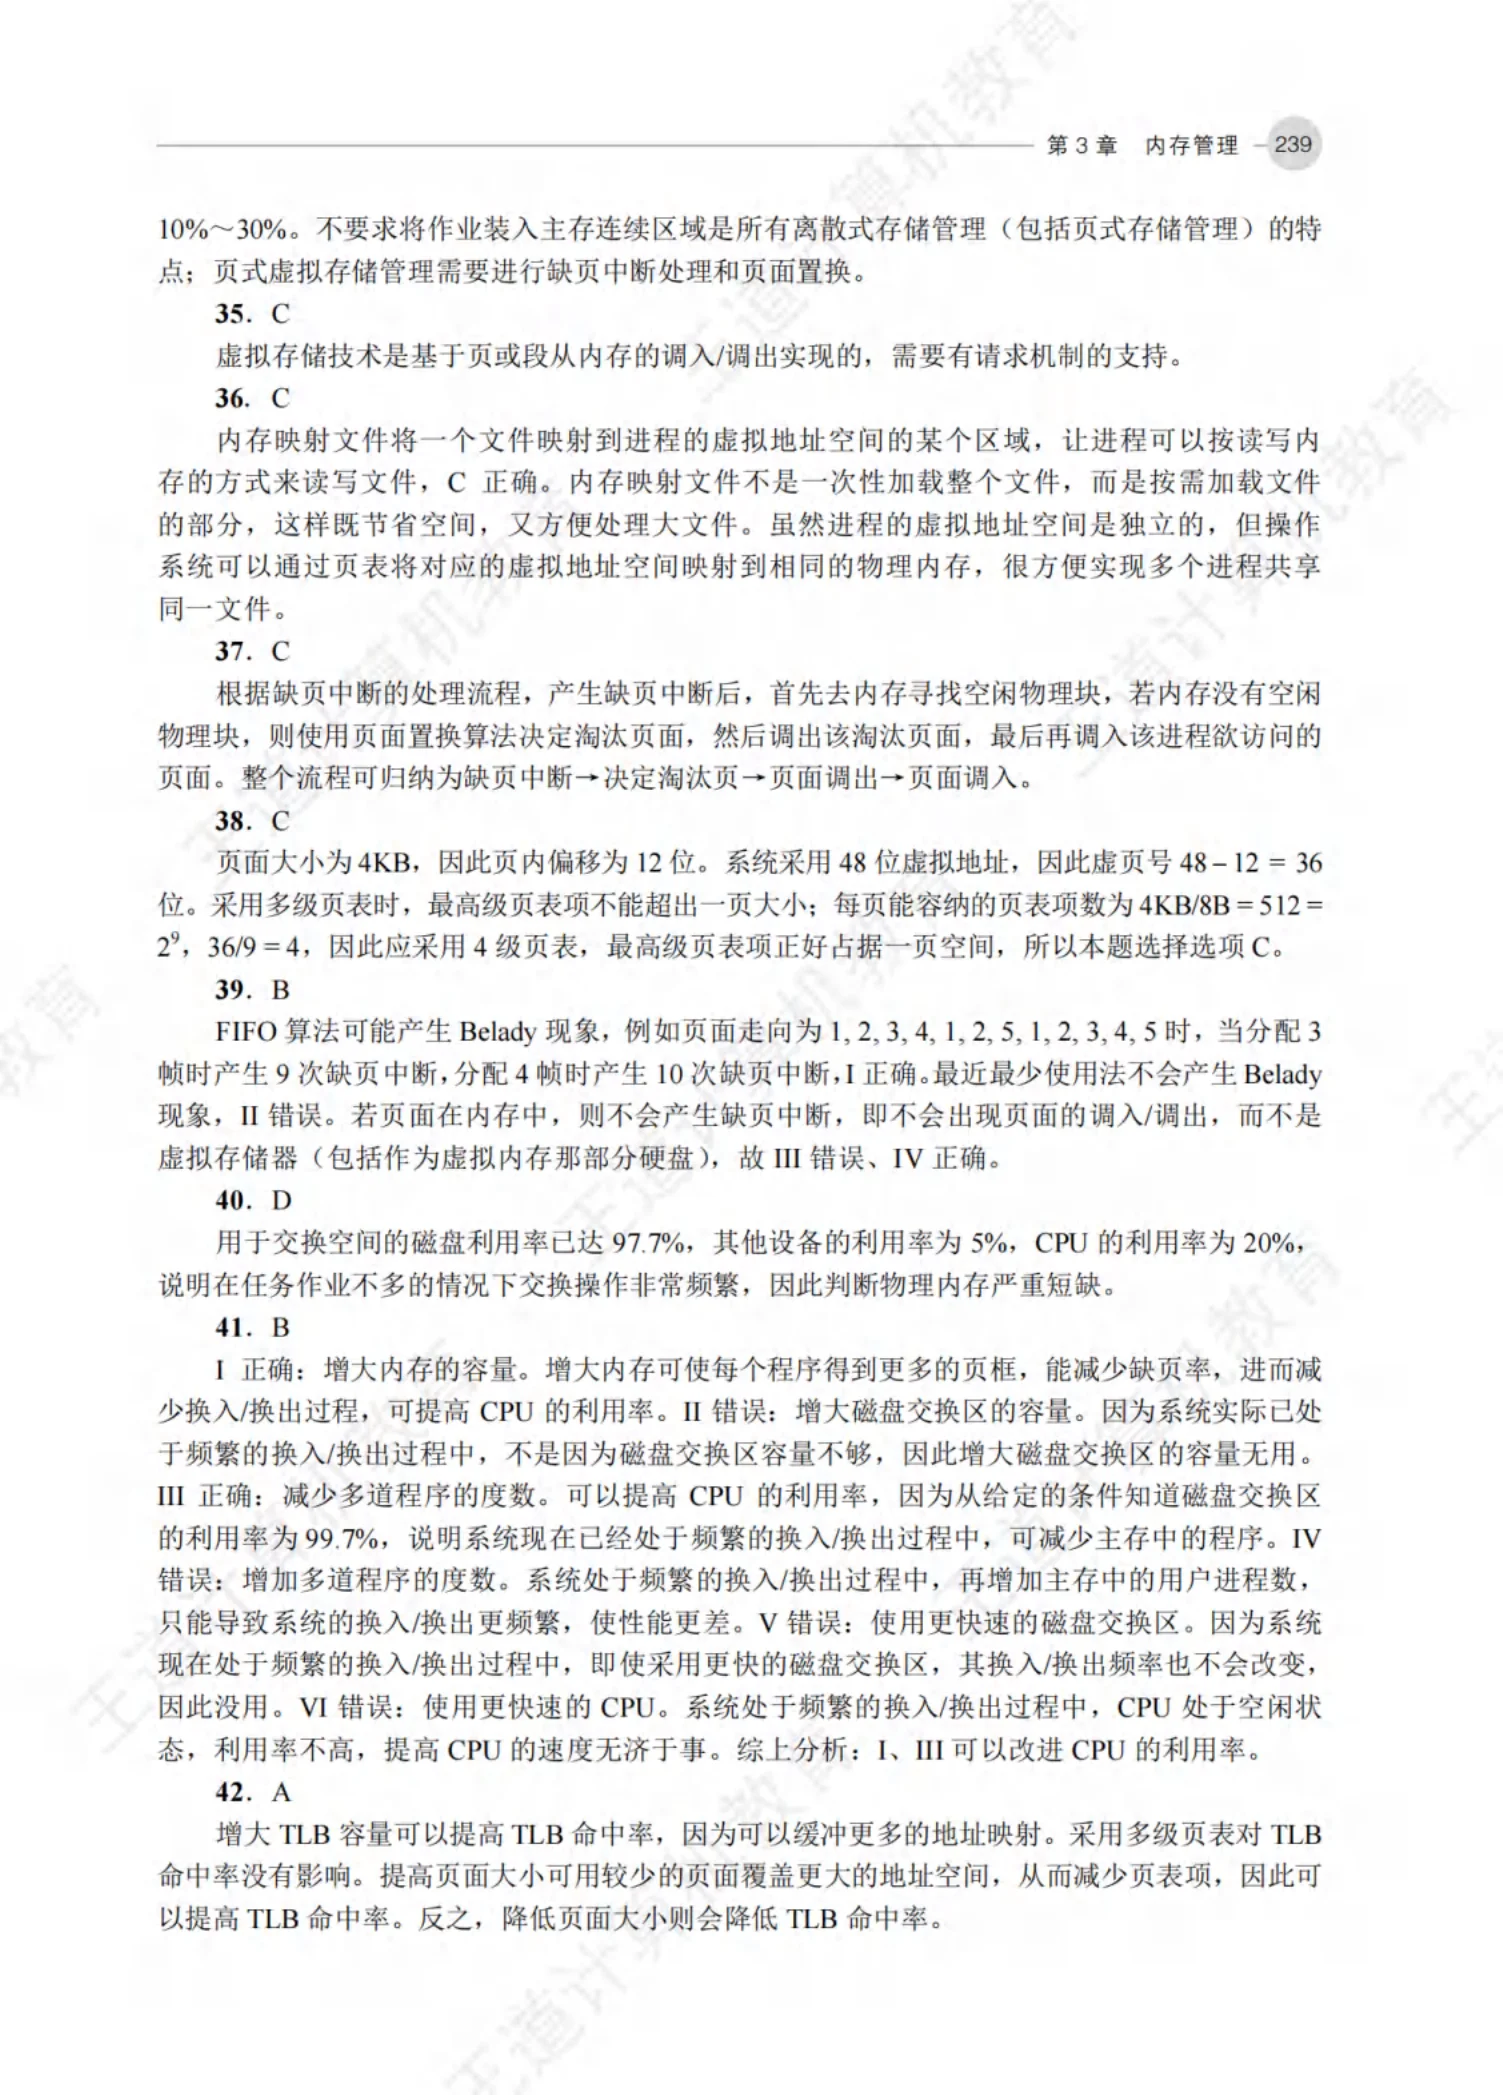 第 3 章 内存管理 239
10%～30%。不要求将作业装入主存连续区域是所有离散式存储管理（包括页式存储管理）的特
点；页式虚拟存储管理需要进行缺页中断处理和页面置换。
35. C
虚拟存储技术是基于页或段从内存的调入/调出实现的，需要有请求机制的支持。
36. C
内存映射文件将一个文件映射到进程的虚拟地址空间的某个区域，让进程可以按读写内
存的方式来读写文件，C 正确。内存映射文件不是一次性加载整个文件，而是按需加载文件
的部分，这样既节省空间，又方便处理大文件。虽然进程的虚拟地址空间是独立的，但操作
系统可以通过页表将对应的虚拟地址空间映射到相同的物理内存，很方便实现多个进程共享
同一文件。
37. C
根据缺页中断的处理流程，产生缺页中断后，首先去内存寻找空闲物理块，若内存没有空闲
物理块，则使用页面置换算法决定淘汰页面，然后调出该淘汰页面，最后再调入该进程欲访问的
页面。整个流程可归纳为缺页中断→决定淘汰页→页面调出→页面调入。
38. C
页面大小为 4KB，因此页内偏移为 12 位。系统采用 48 位虚拟地址，因此虚页号 48 – 12 = 36
位。采用多级页表时，最高级页表项不能超出一页大小；每页能容纳的页表项数为 4KB/8B = 512 =
2⁹，36/9 = 4，因此应采用 4 级页表，最高级页表项正好占据一页空间，所以本题选择选项 C。
39. B
FIFO 算法可能产生 Belady 现象，例如页面走向为 1, 2, 3, 4, 1, 2, 5, 1, 2, 3, 4, 5 时，当分配 3
帧时产生 9 次缺页中断，分配 4 帧时产生 10 次缺页中断，I 正确。最近最少使用法不会产生 Belady
现象，II 错误。若页面在内存中，则不会产生缺页中断，即不会出现页面的调入/调出，而不是
虚拟存储器（包括作为虚拟内存那部分硬盘），故 III 错误、IV 正确。
40. D
用于交换空间的磁盘利用率已达 97.7%，其他设备的利用率为 5%，CPU 的利用率为 20%，
说明在任务作业不多的情况下交换操作非常频繁，因此判断物理内存严重短缺。
41. B
I 正确：增大内存的容量。增大内存可使每个程序得到更多的页框，能减少缺页率，进而减
少换入/换出过程，可提高 CPU 的利用率。II 错误：增大磁盘交换区的容量。因为系统实际已处
于频繁的换入/换出过程中，不是因为磁盘交换区容量不够，因此增大磁盘交换区的容量无用。
III 正确：减少多道程序的度数。可以提高 CPU 的利用率，因为从给定的条件知道磁盘交换区
的利用率为 99.7%，说明系统现在已经处于频繁的换入/换出过程中，可减少主存中的程序。IV
错误：增加多道程序的度数。系统处于频繁的换入/换出过程中，再增加主存中的用户进程数，
只能导致系统的换入/换出更频繁，使性能更差。V 错误：使用更快速的磁盘交换区。因为系统
现在处于频繁的换入/换出过程中，即使采用更快的磁盘交换区，其换入/换出频率也不会改变，
因此没用。VI 错误：使用更快速的 CPU。系统处于频繁的换入/换出过程中，CPU 处于空闲状
态，利用率不高，提高 CPU 的速度无济于事。综上分析：I、III 可以改进 CPU 的利用率。
42. A
增大 TLB 容量可以提高 TLB 命中率，因为可以缓冲更多的地址映射。采用多级页表对 TLB
命中率没有影响。提高页面大小可用较少的页面覆盖更大的地址空间，从而减少页表项，因此可
以提高 TLB 命中率。反之，降低页面大小则会降低 TLB 命中率。
王道计算机教育
王道计算机教育
王道计算机教育
王道计算机教育
王道计算机教育
王道计算机教育
王道计算机教育
教育
王道